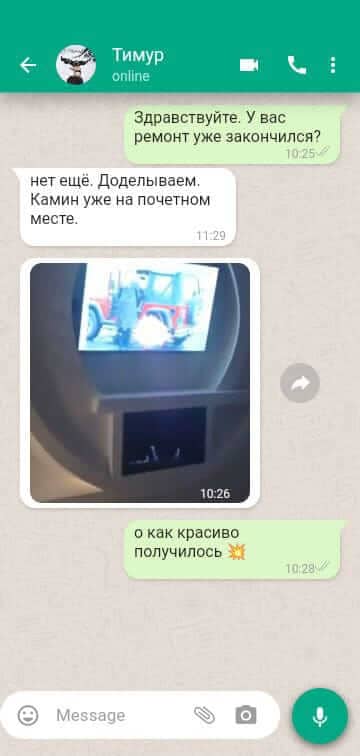 Тимур
online
Здравствуйте. У вас
ремонт уже закончился?
10:25
нет ещё. Доделываем.
Камин уже на почетном
месте.
11:29
10:26
о как красиво
получилось 💥
10:28
Message